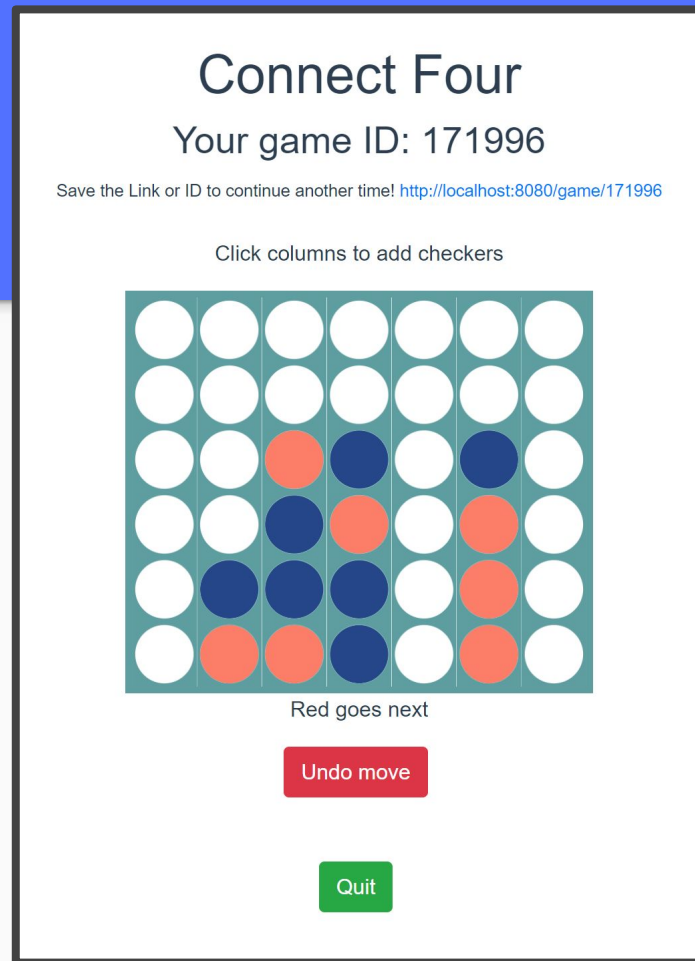 Connect Four
Your game ID: 171996
Save the Link or ID to continue another time! http://localhost:8080/game/171996
Click columns to add checkers
Red goes next
Undo move
Quit